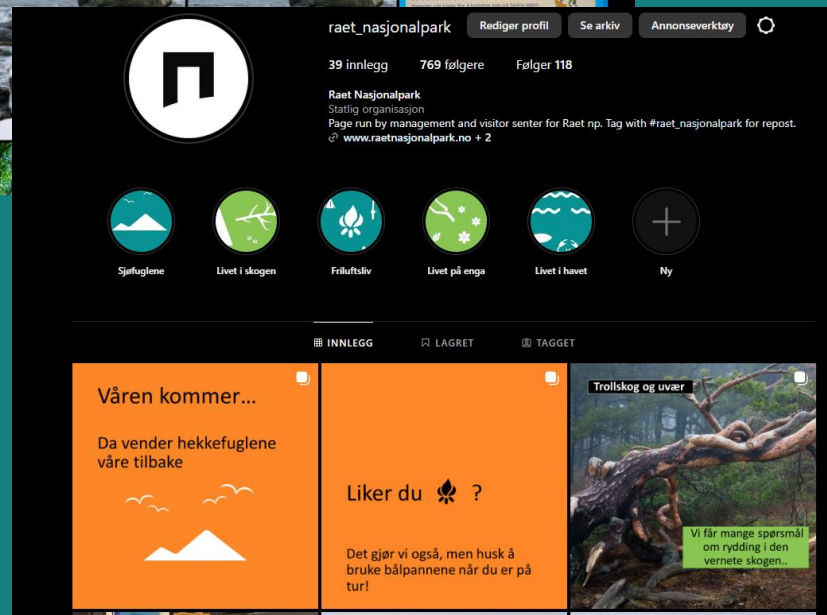 raet_nasjonalpark Rediger profil Se arkiv Annonseverktøy
39 innlegg 769 følgere Følger 118
Raet Nasjonalpark
Statlig organisasjon
Page run by management and visitor senter for Raet np. Tag with #raet_nasjonalpark for repost.
www.raetnasjonalpark.no + 2
Sjøfuglene Livet i skogen Friluftsliv Livet på enga Livet i havet Ny
INNLEGG LAGRET TAGGET
Våren kommer...
Da vender hekkefuglene
våre tilbake
Liker du ?
Det gjør vi også, men husk å
bruke bålpannene når du er på
tur!
Trollskog og uvær
Vi får mange spørsmål
om rydding i den
vernete skogen..